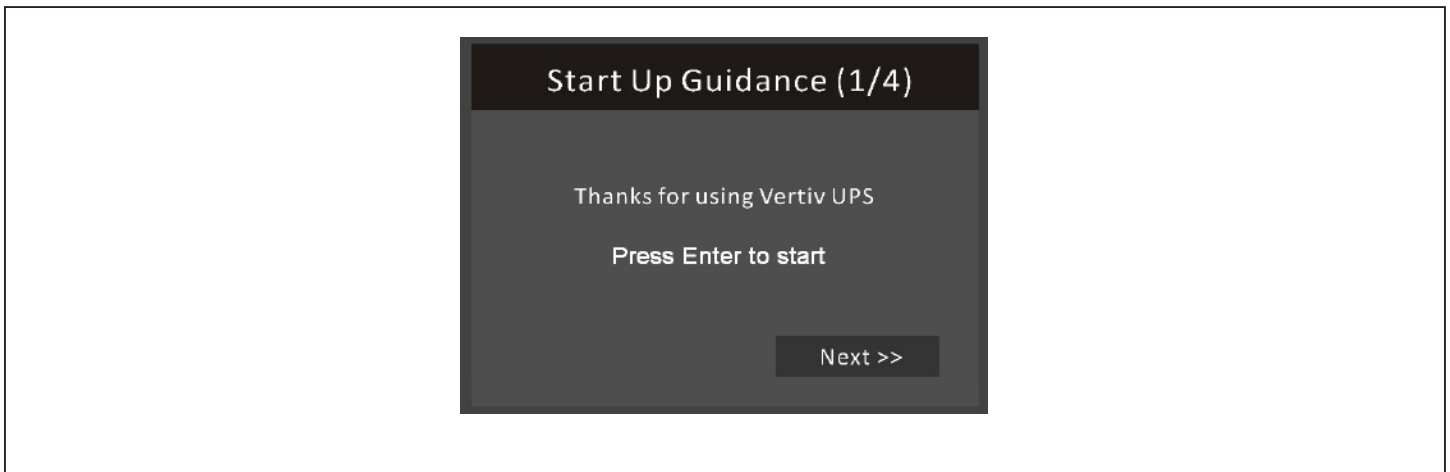 Start Up Guidance (1/4)
Thanks for using Vertiv UPS
Press Enter to start
Next >>